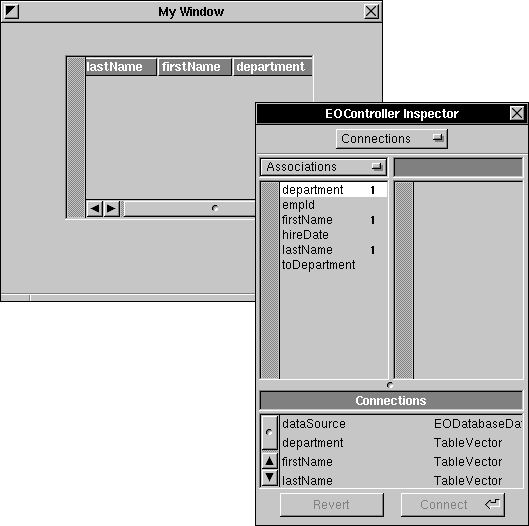 My Window
lastName firstName department
EOController Inspector
Connections
Associations
department 1
empId
firstName 1
hireDate
lastName 1
toDepartment
Connections
dataSource EODatabaseDa
department TableVector
firstName TableVector
lastName TableVector
Revert Connect